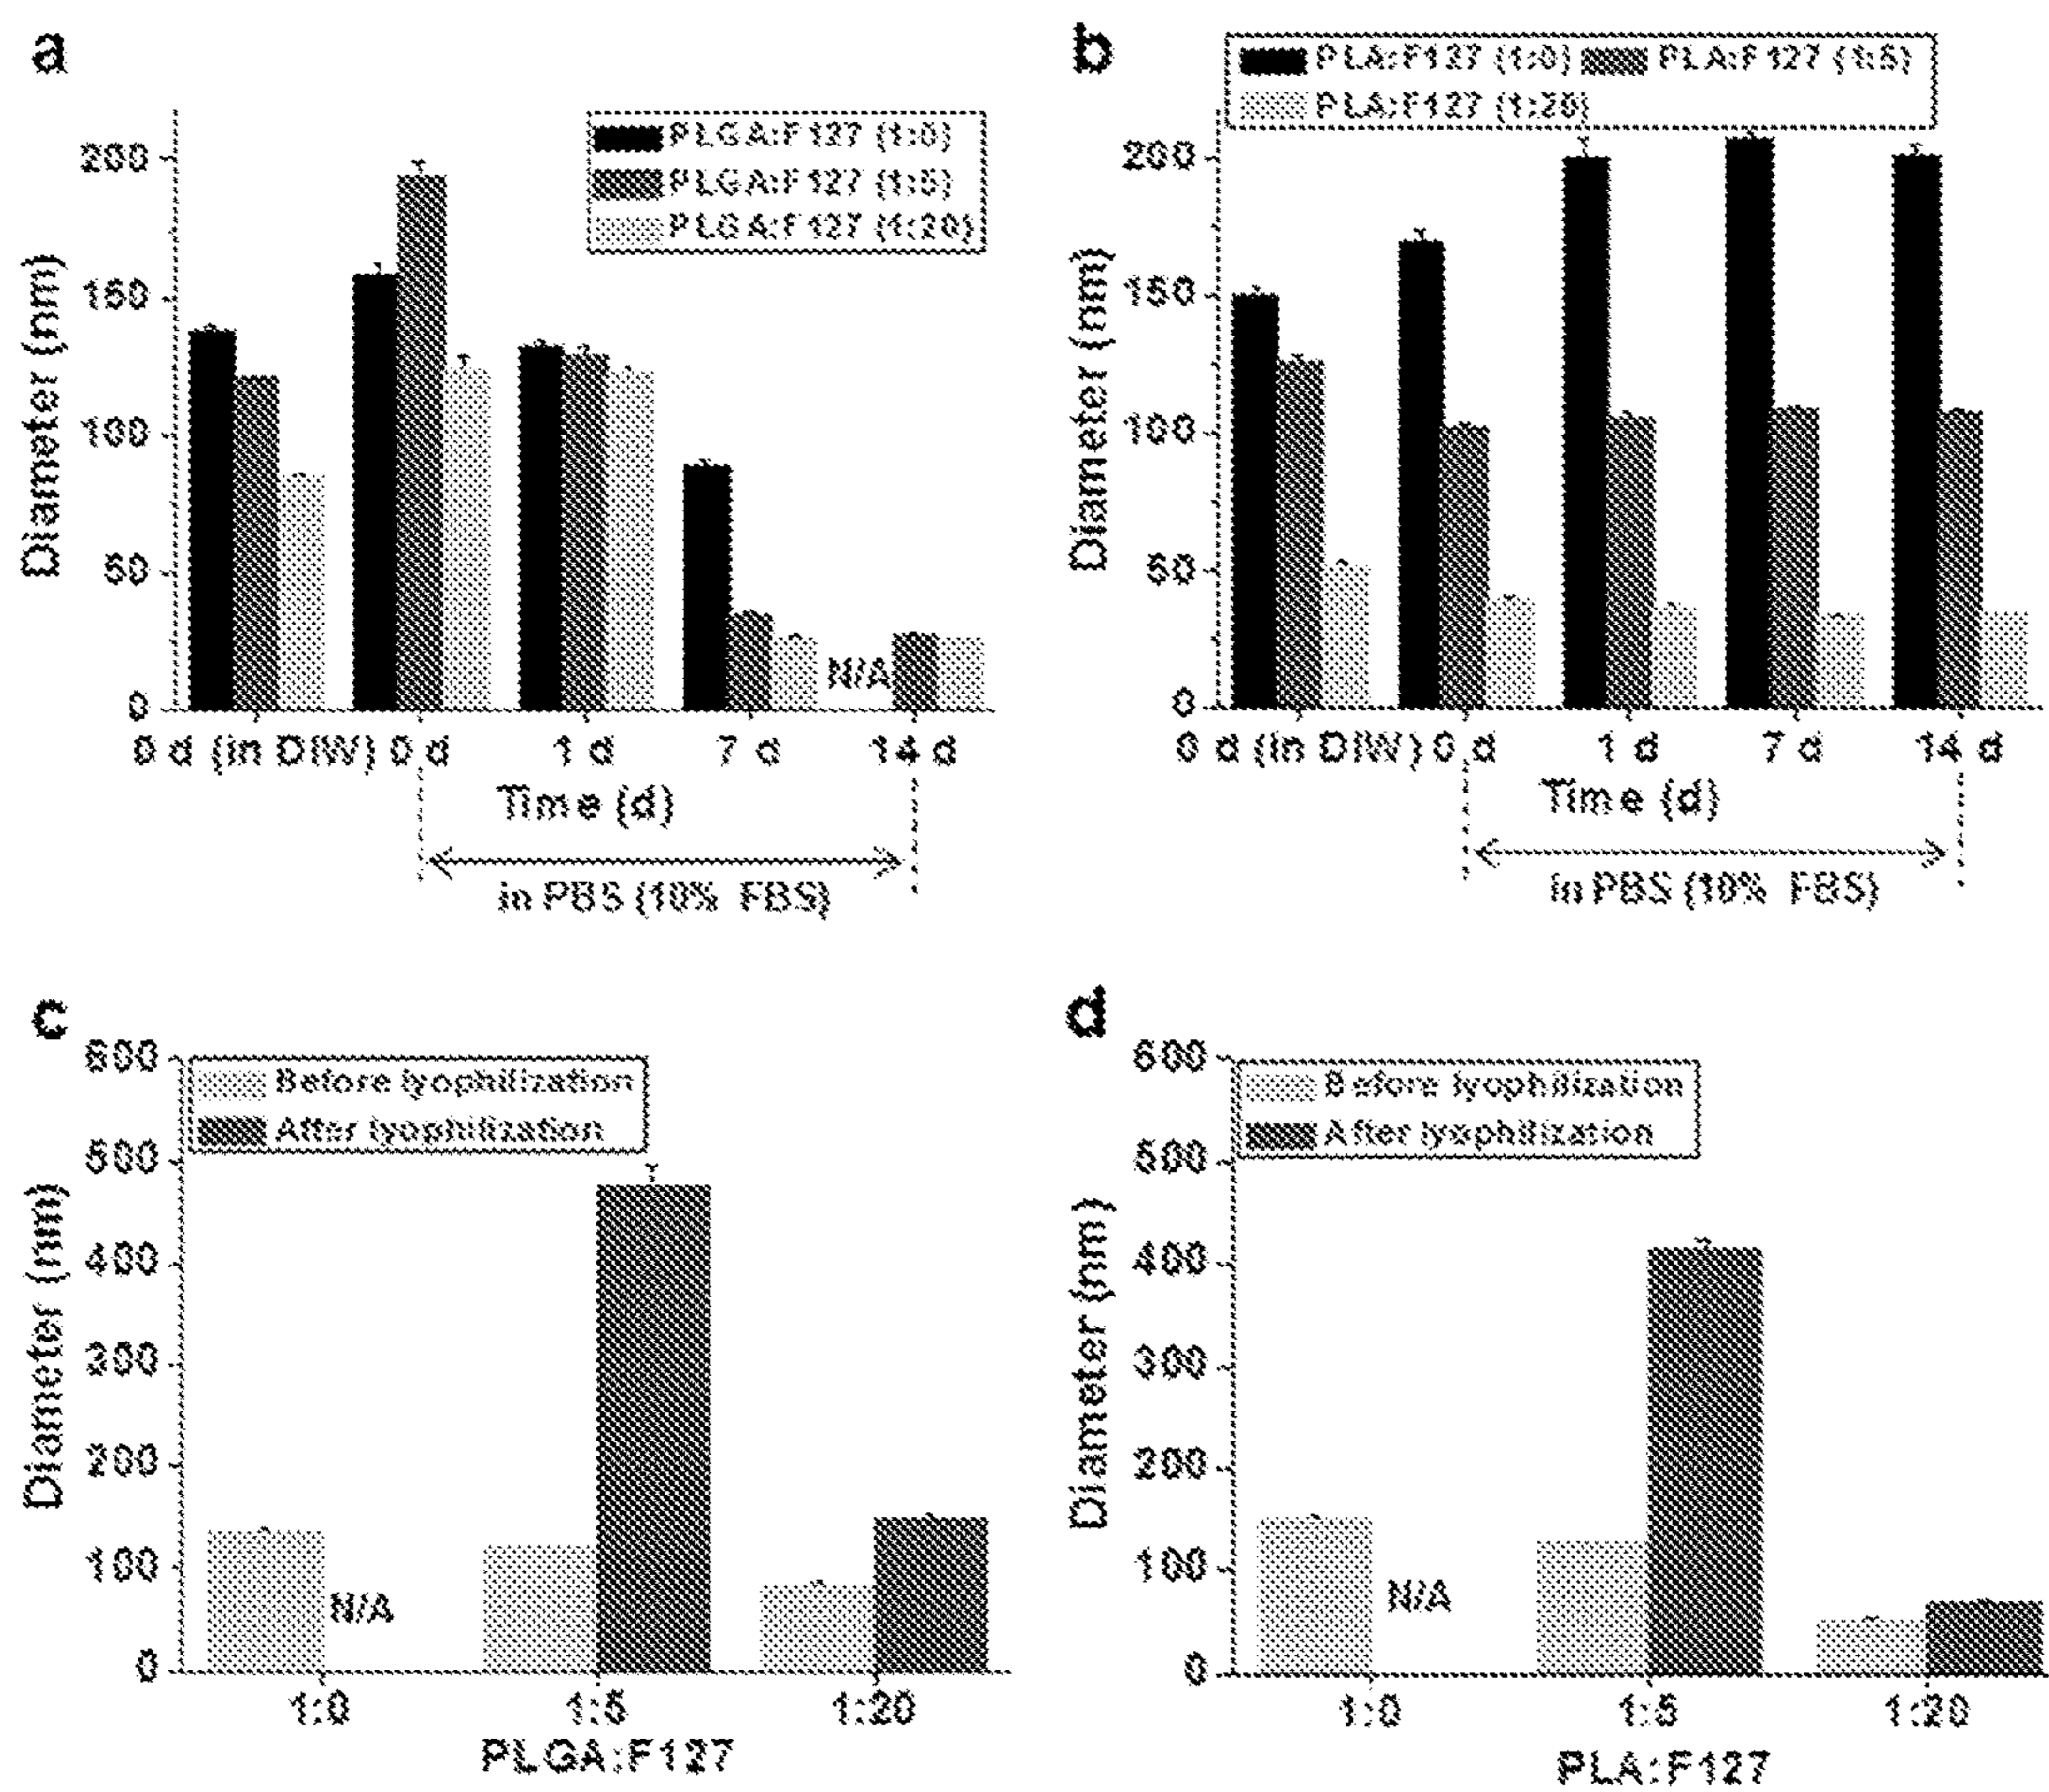 a
PLGA:F127 (1:0)
PLGA:F127 (1:5)
PLGA:F127 (1:20)
Diameter (nm)
200
150
100
50
0
N/A
0 d (in DIW) 0 d 1 d 7 d 14 d
Time (d)
in PBS (10% FBS)
b
PLA:F127 (1:0) PLA:F127 (1:5)
PLA:F127 (1:20)
Diameter (nm)
200
150
100
50
0
0 d (in DIW) 0 d 1 d 7 d 14 d
Time (d)
in PBS (10% FBS)
c
Before lyophilization
After lyophilization
Diameter (nm)
600
500
400
300
200
100
0
N/A
1:0 1:5 1:20
PLGA:F127
d
Before lyophilization
After lyophilization
Diameter (nm)
600
500
400
300
200
100
0
N/A
1:0 1:5 1:20
PLA:F127